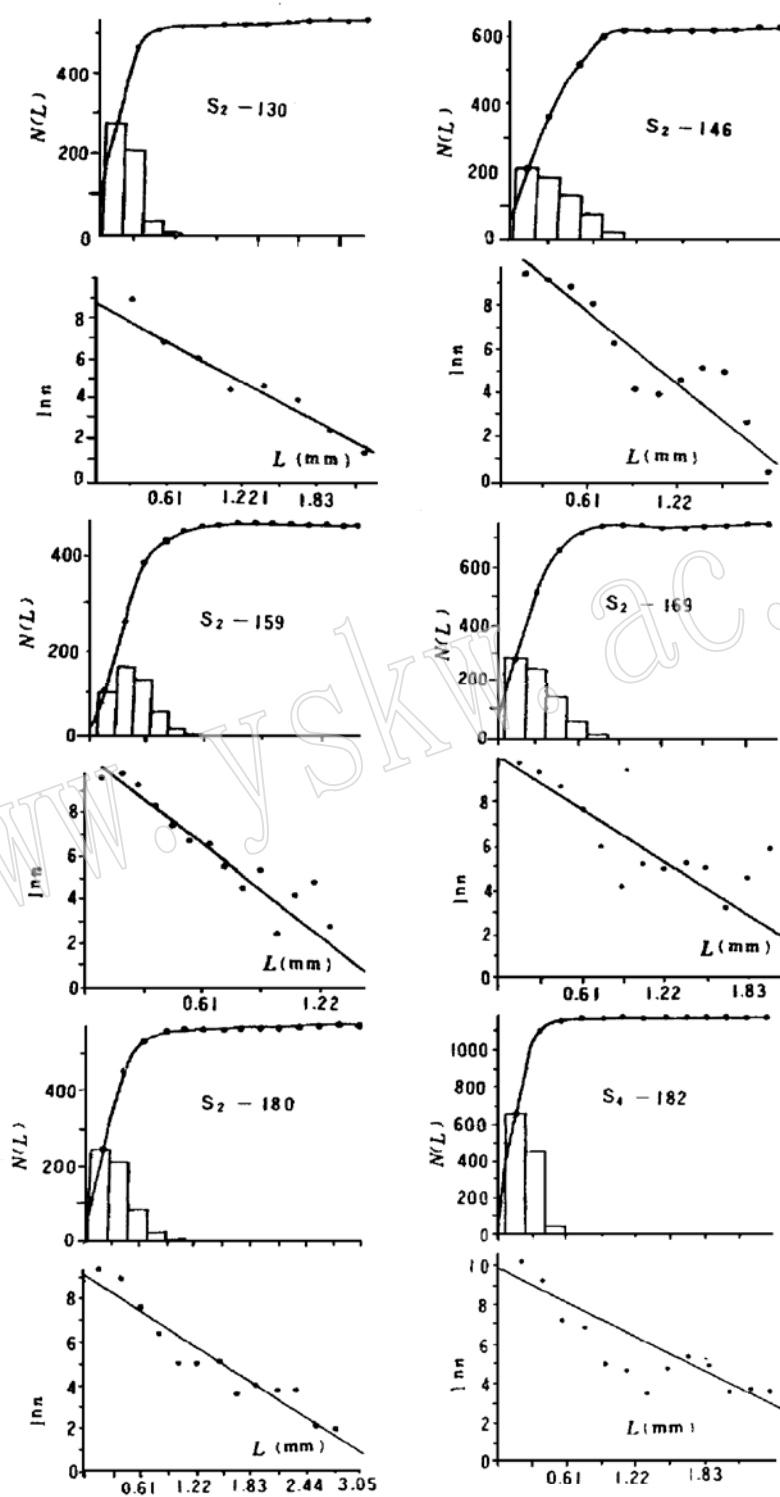 N(L)
400
200
0
S₂ – 130
N(L)
600
400
200
0
S₂ – 146
lnn
8
6
4
2
0
L (mm)
0.61 1.221 1.83
lnn
8
6
4
2
0
L (mm)
0.61 1.22
N(L)
400
200
0
S₂ – 159
N(L)
600
400
200
0
S₂ – 169
lnn
8
6
4
2
0
L (mm)
0.61 1.22
lnn
8
6
4
2
0
L (mm)
0.61 1.22 1.83
N(L)
400
200
0
S₂ – 180
N(L)
1000
800
600
400
200
0
S₄ – 182
lnn
8
6
4
2
0
L (mm)
0.61 1.22 1.83 2.44 3.05
lnn
10
8
6
4
2
0
L (mm)
0.61 1.22 1.83
www.yskw.ac.